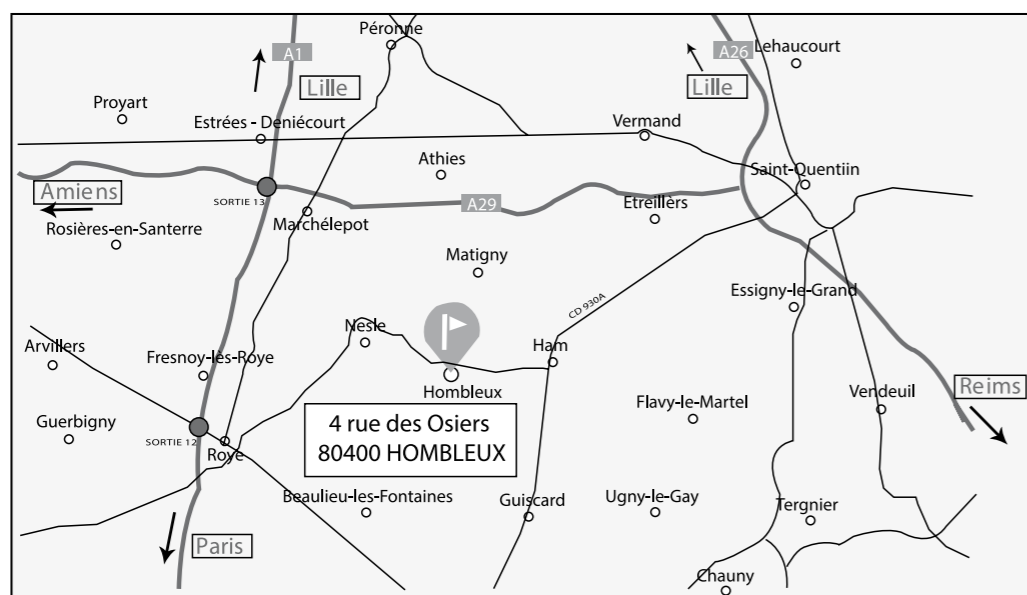 Péronne
A1
A26
Lehaucourt
Lille
Lille
Proyart
Estrées - Deniécourt
Vermand
Athies
Saint-Quentiin
Amiens
SORTIE 13
A29
Etreillers
Marchélepot
Rosières-en-Santerre
Matigny
Essigny-le-Grand
CD 930A
Nesle
Arvillers
Fresnoy-lès-Roye
Ham
Hombleux
Reims
Vendeuil
Flavy-le-Martel
Guerbigny
4 rue des Osiers
80400 HOMBLEUX
SORTIE 12
Roye
Beaulieu-les-Fontaines
Guiscard
Ugny-le-Gay
Tergnier
Paris
Chauny